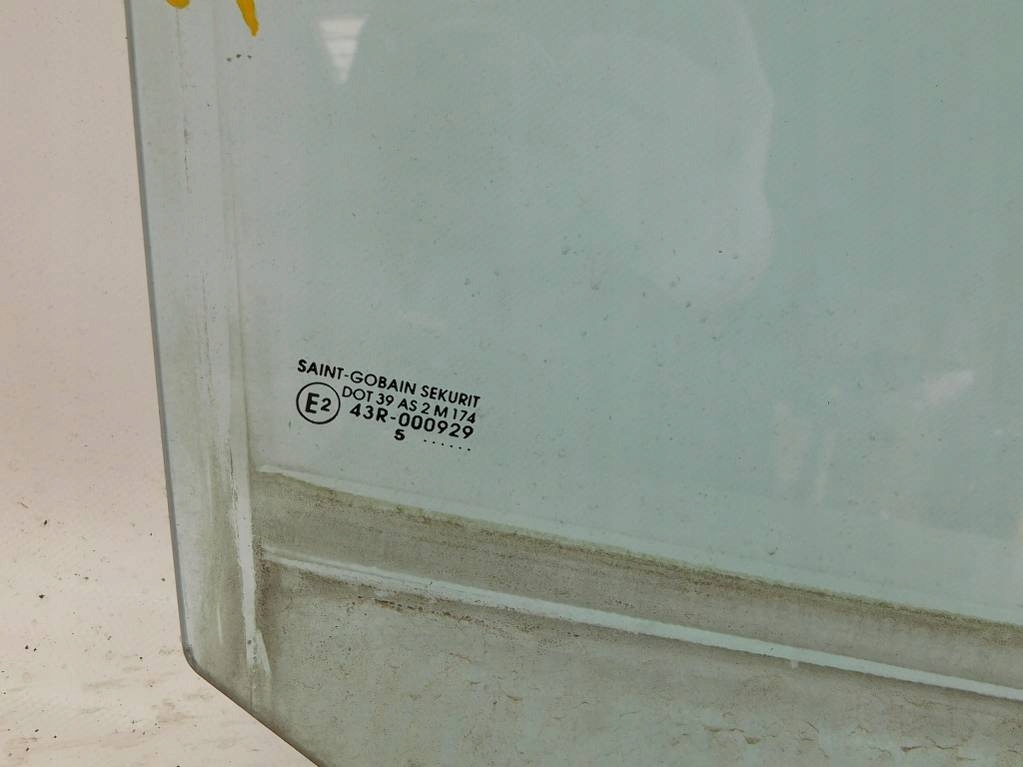 SAINT-GOBAIN SEKURIT
E2 DOT 39 AS 2 M 174
43R-000929
5 ......